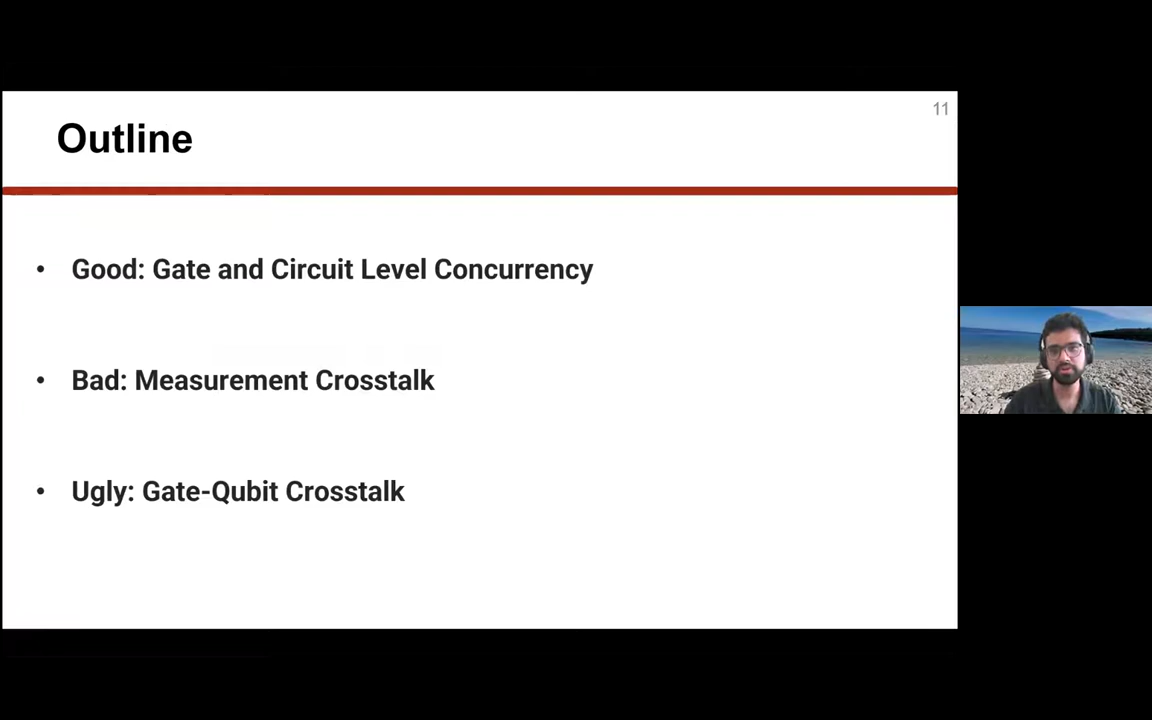 11
Outline
• Good: Gate and Circuit Level Concurrency
• Bad: Measurement Crosstalk
• Ugly: Gate-Qubit Crosstalk